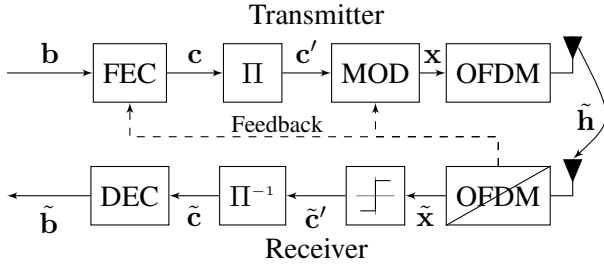 Transmitter
b c c′ x
FEC Π MOD OFDM
Feedback
h̃
DEC Π⁻¹ OFDM
b̃ c̃ c̃′ x̃
Receiver